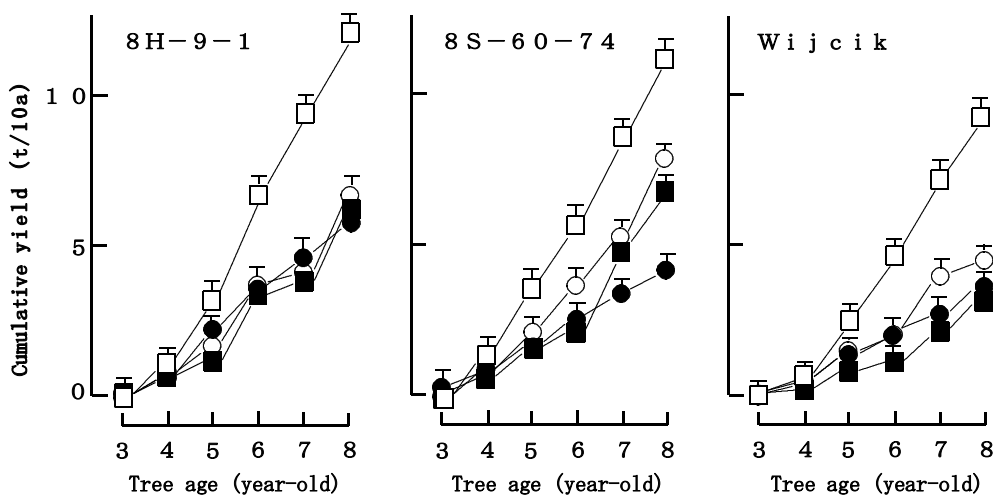 8H-9-1
8S-60-74
Wijcik
Cumulative yield (t/10a)
10
5
0
3 4 5 6 7 8
3 4 5 6 7 8
3 4 5 6 7 8
Tree age (year-old)
Tree age (year-old)
Tree age (year-old)